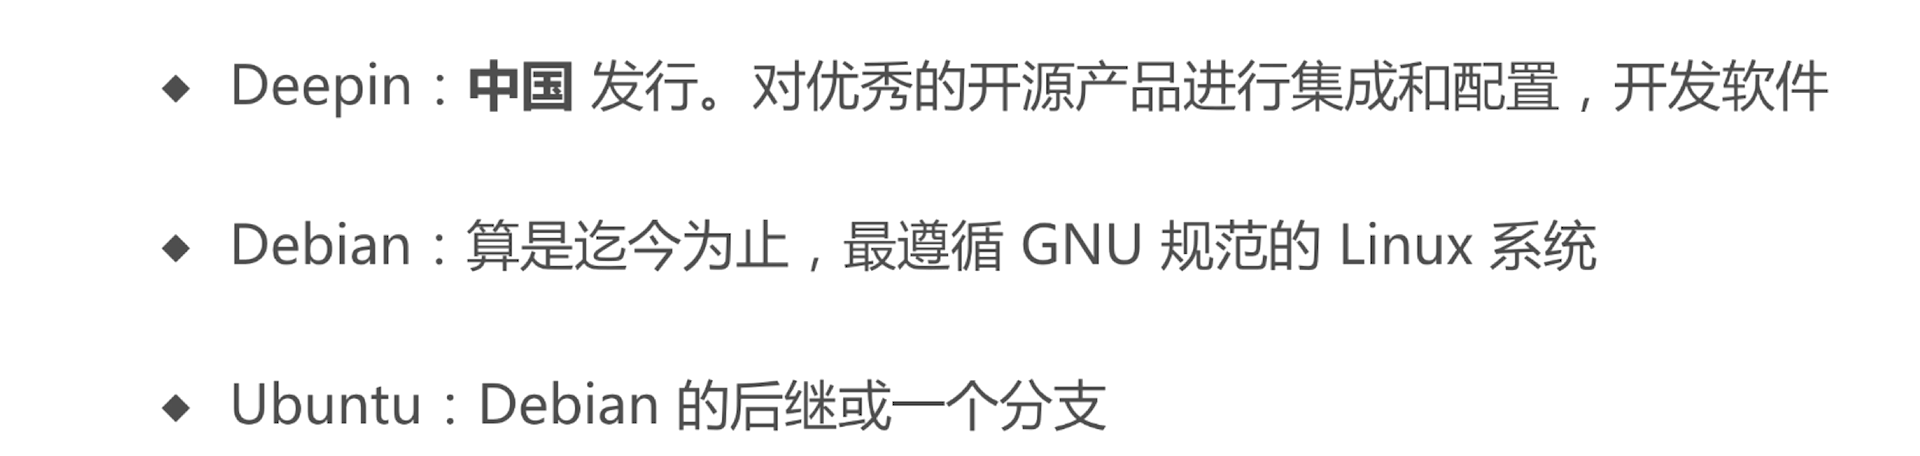 ◆ Deepin：中国 发行。对优秀的开源产品进行集成和配置，开发软件
◆ Debian：算是迄今为止，最遵循 GNU 规范的 Linux 系统
◆ Ubuntu：Debian 的后继或一个分支